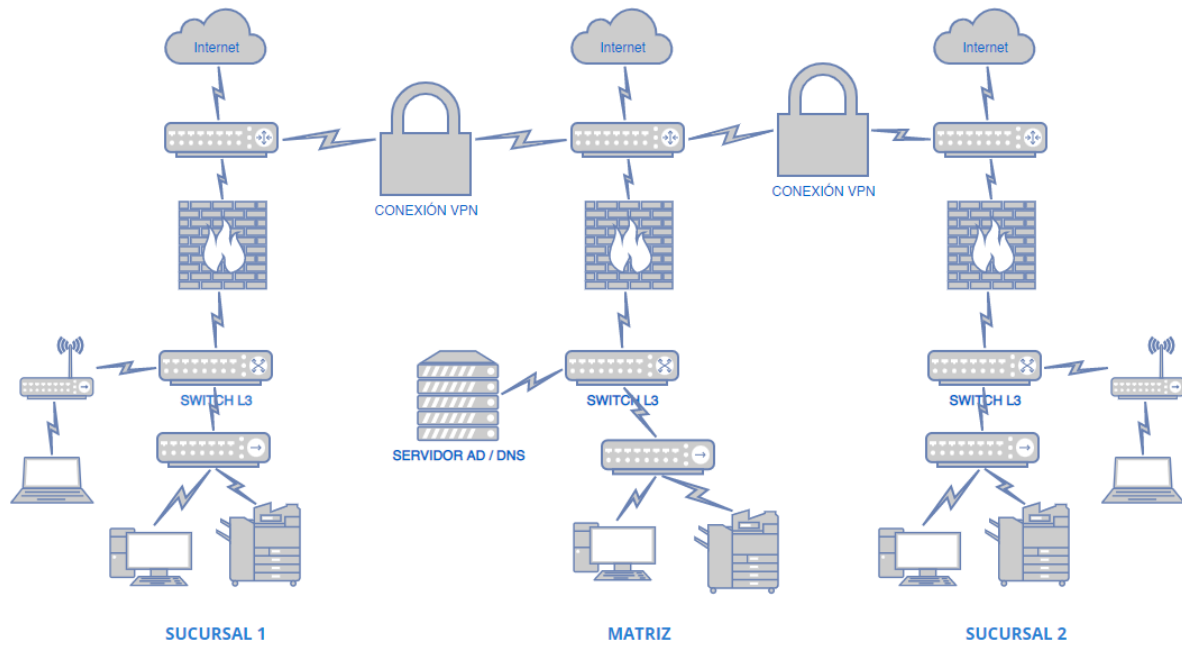 Internet
Internet
Internet
CONEXIÓN VPN
CONEXIÓN VPN
SWITCH L3
SWITCH L3
SWITCH L3
SERVIDOR AD / DNS
SUCURSAL 1
MATRIZ
SUCURSAL 2